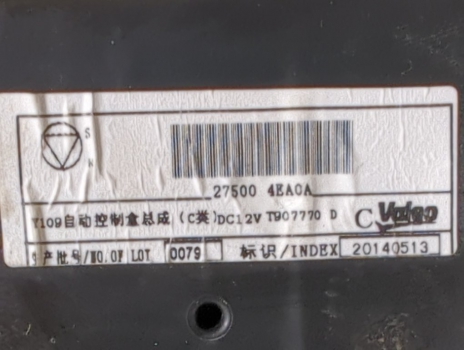 S
27500 4EA0A
Y109自动控制盒总成 (C类)DC12V T907770 D C Valeo
生产批号/NO.OF LOT 0079 标识/INDEX 20140513